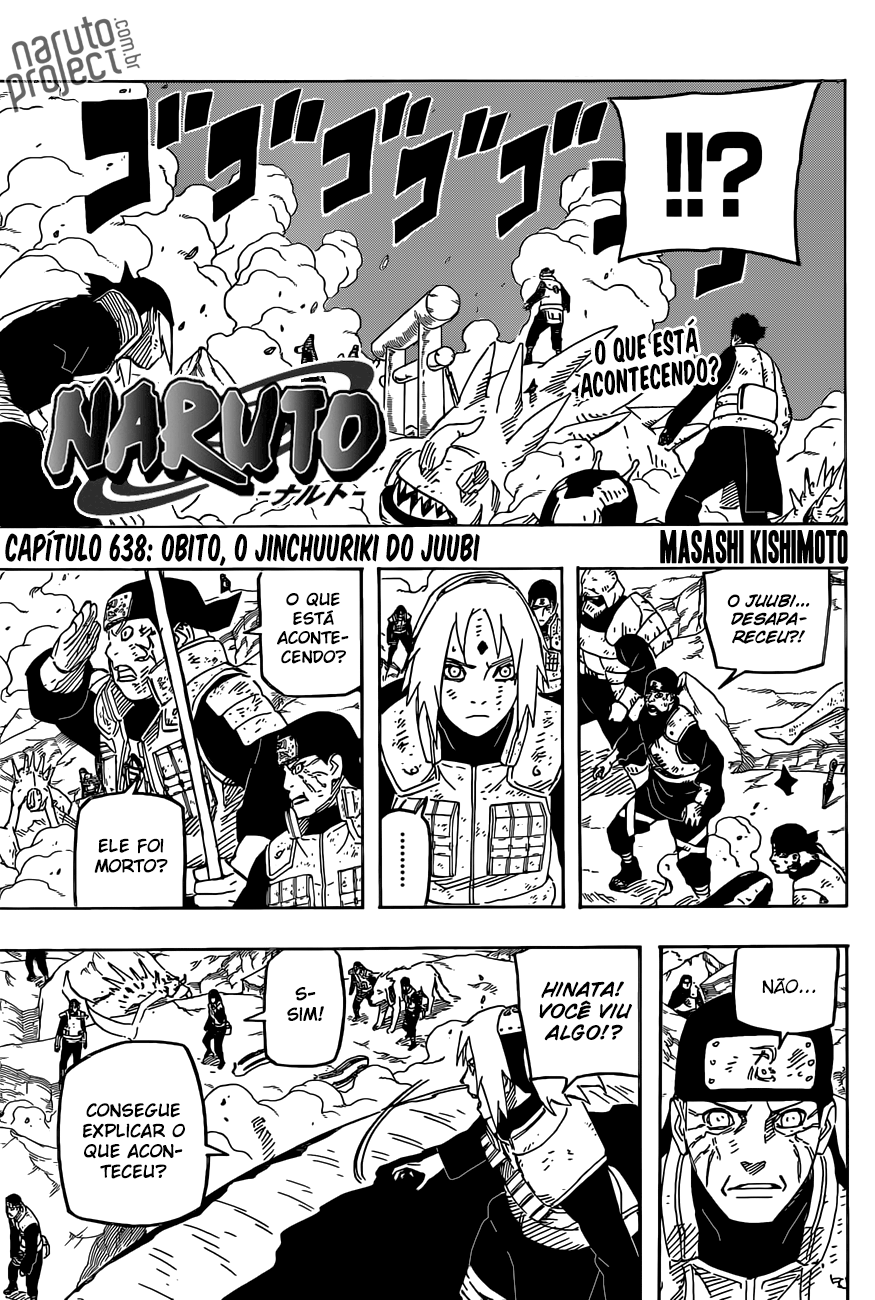 naruto
project.com.br
ゴゴゴゴゴゴ
!!?
O QUE ESTÁ
ACONTECENDO?
NARUTO
-ナルト-
CAPÍTULO 638: OBITO, O JINCHUURIKI DO JUUBI
MASASHI KISHIMOTO
O JUUBI...
DESAPA-
RECEU?!
.........
O QUE
ESTÁ
ACONTE-
CENDO?
ELE FOI
MORTO?
NÃO...
HINATA!
VOCÊ VIU
ALGO!?
S-
SIM!
CONSEGUE
EXPLICAR O
QUE ACON-
TECEU?